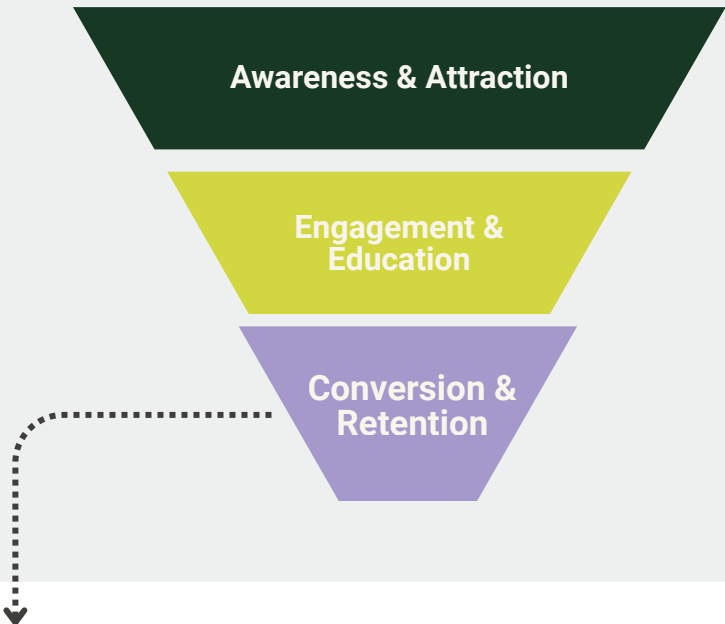 Awareness & Attraction
Engagement &
Education
Conversion &
Retention